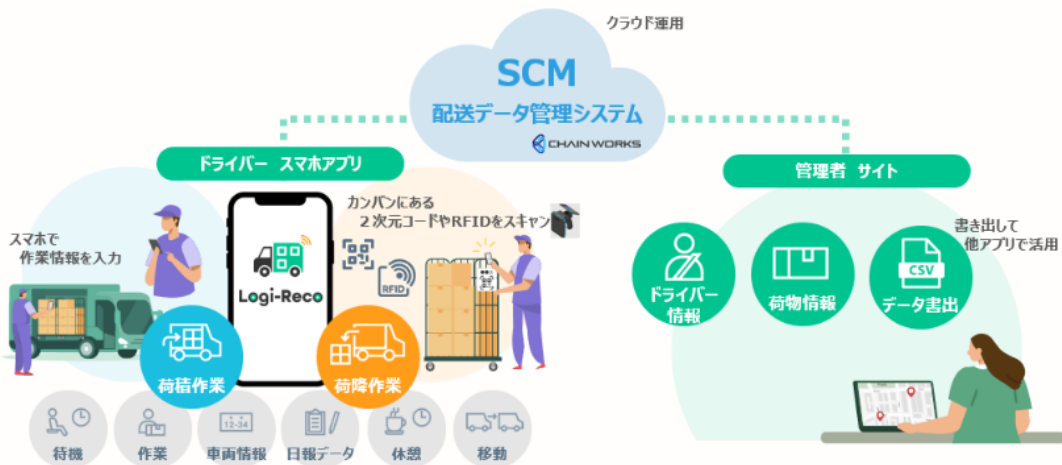 クラウド運用
SCM
配送データ管理システム
CHAINWORKS
ドライバー スマホアプリ
管理者 サイト
スマホで
作業情報を入力
カンバンにある
２次元コードやRFIDをスキャン
RFID
Logi-Reco
荷積作業
荷降作業
待機
作業
12-34
車両情報
日報データ
休憩
移動
ドライバー
情報
荷物情報
CSV
データ書出
書き出して
他アプリで活用